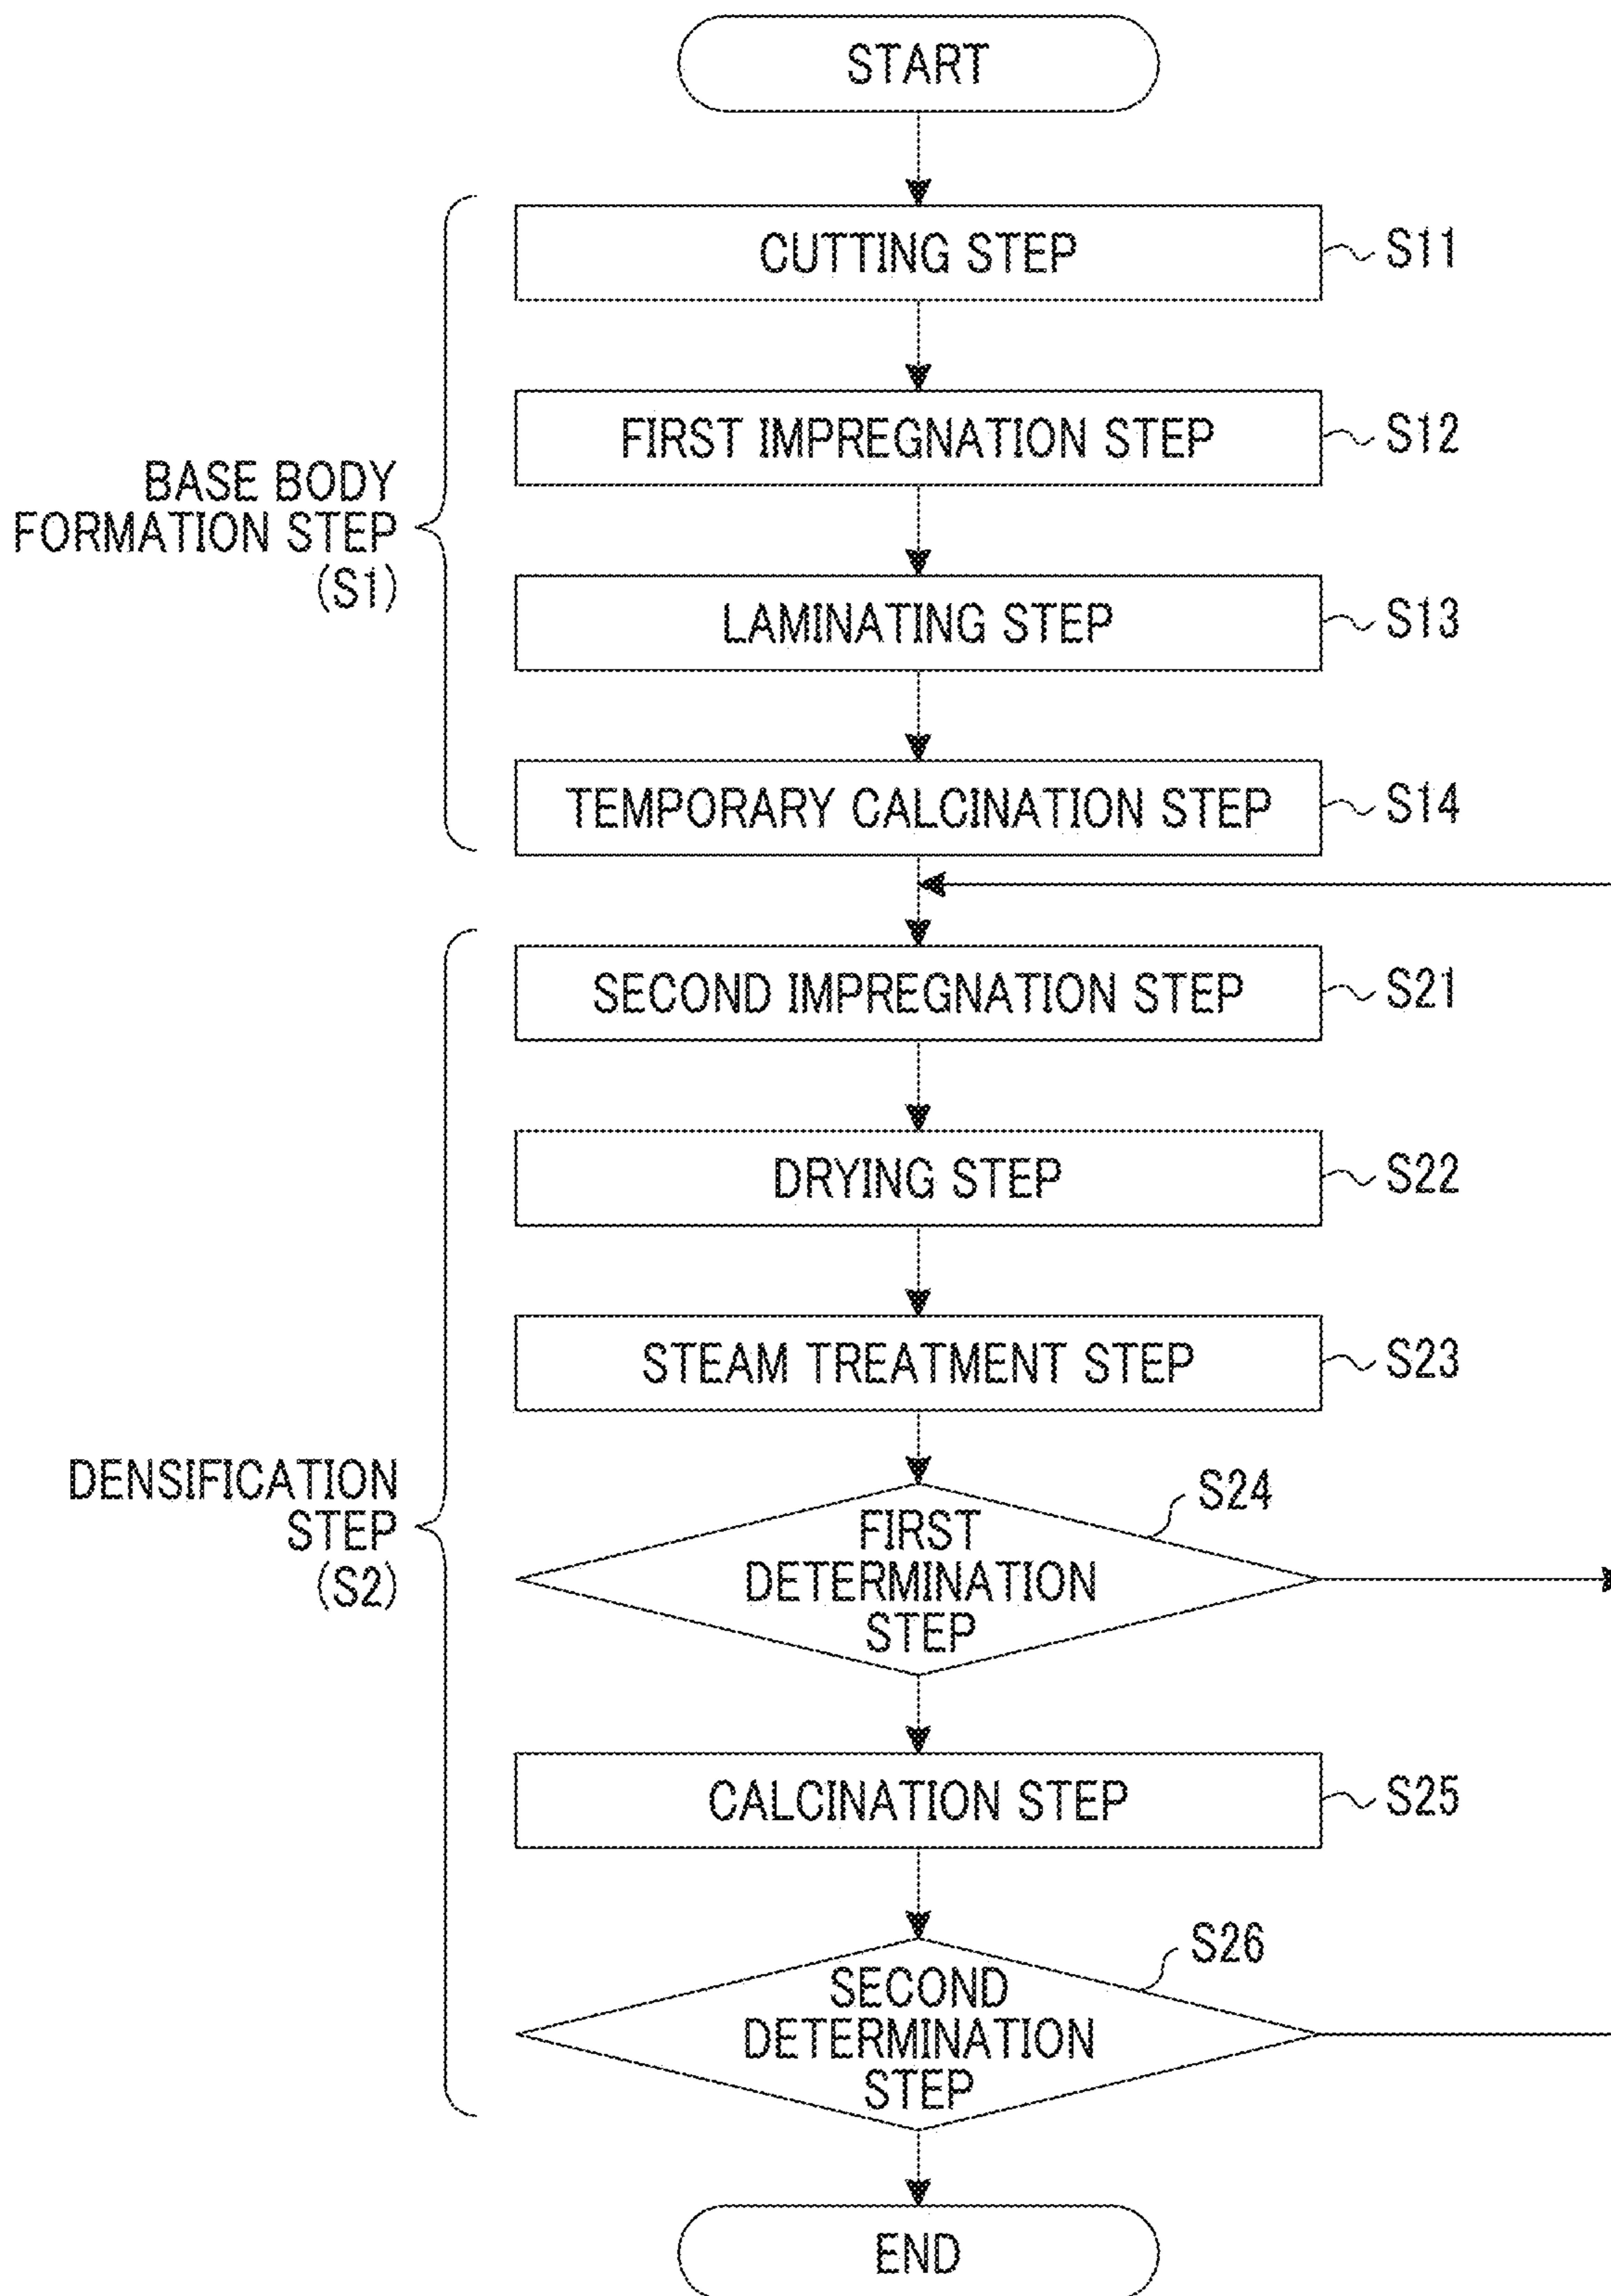 START
CUTTING STEP
S11
FIRST IMPREGNATION STEP
S12
BASE BODY
FORMATION STEP
(S1)
LAMINATING STEP
S13
TEMPORARY CALCINATION STEP
S14
SECOND IMPREGNATION STEP
S21
DRYING STEP
S22
STEAM TREATMENT STEP
S23
DENSIFICATION
STEP
(S2)
S24
FIRST
DETERMINATION
STEP
CALCINATION STEP
S25
S26
SECOND
DETERMINATION
STEP
END